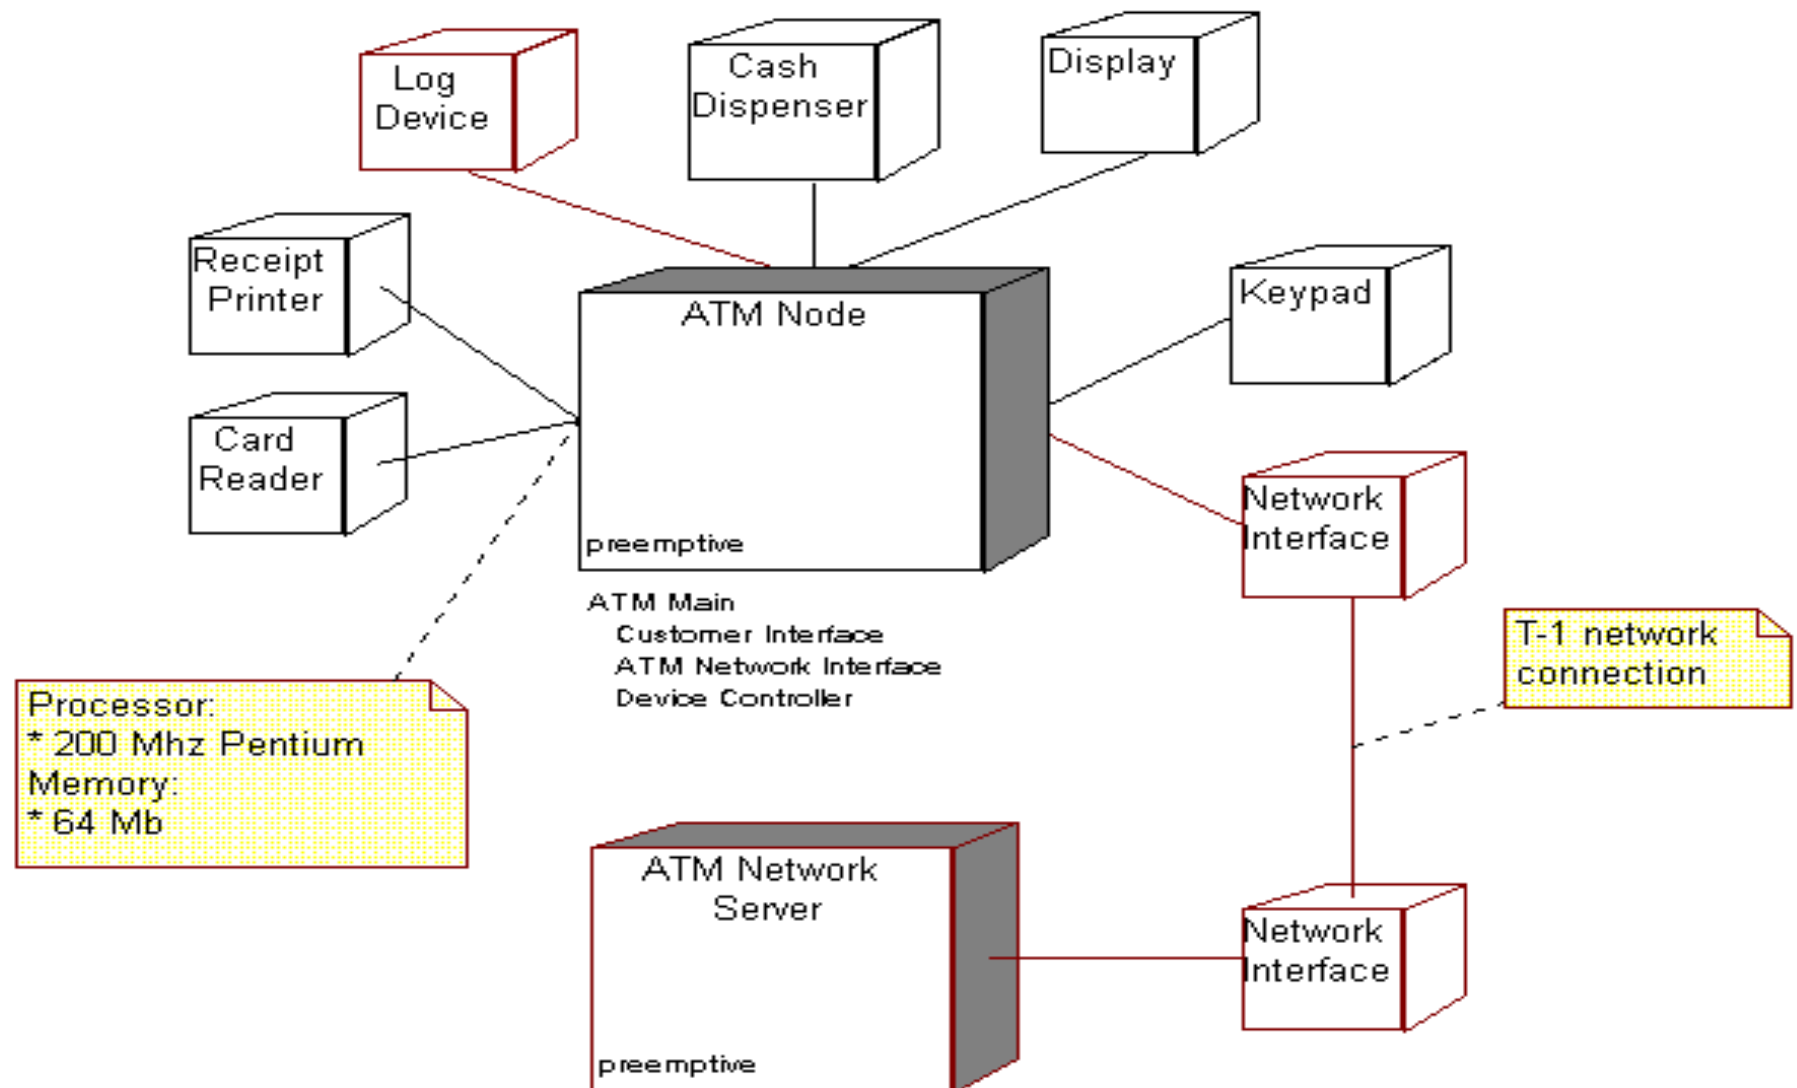 Log
Device
Cash
Dispenser
Display
Receipt
Printer
ATM Node
Keypad
Card
Reader
Network
Interface
preemptive
ATM Main
Customer Interface
ATM Network Interface
Device Controller
T-1 network
connection
Processor:
* 200 Mhz Pentium
Memory:
* 64 Mb
ATM Network
Server
Network
Interface
preemptive